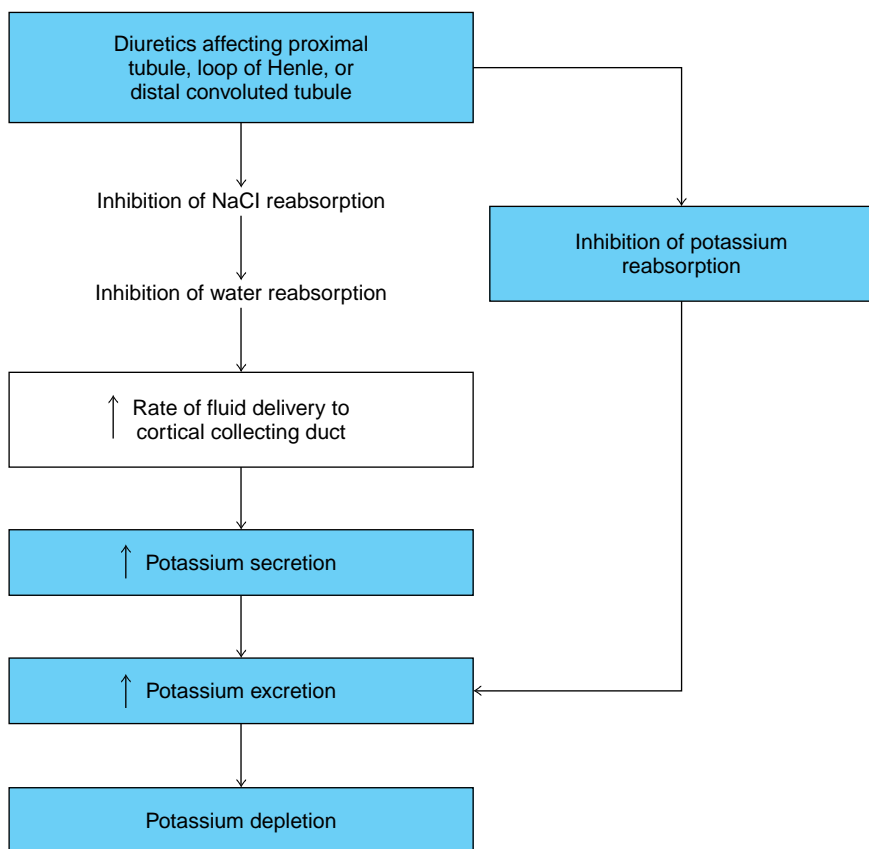 Diuretics affecting proximal
tubule, loop of Henle, or
distal convoluted tubule
Inhibition of NaCl reabsorption
Inhibition of potassium
reabsorption
Inhibition of water reabsorption
↑ Rate of fluid delivery to
cortical collecting duct
↑ Potassium secretion
↑ Potassium excretion
Potassium depletion